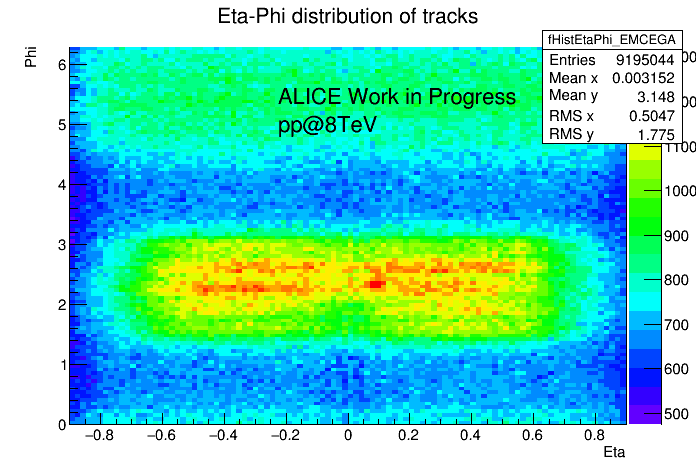 Eta-Phi distribution of tracks
fHistEtaPhi_EMCEGA
Entries 9195044
Mean x 0.003152
Mean y 3.148
RMS x 0.5047
RMS y 1.775
Phi
ALICE Work in Progress
pp@8TeV
6
5
4
3
2
1
0
−0.8 −0.6 −0.4 −0.2 0 0.2 0.4 0.6 0.8
Eta
1100
1000
900
800
700
600
500